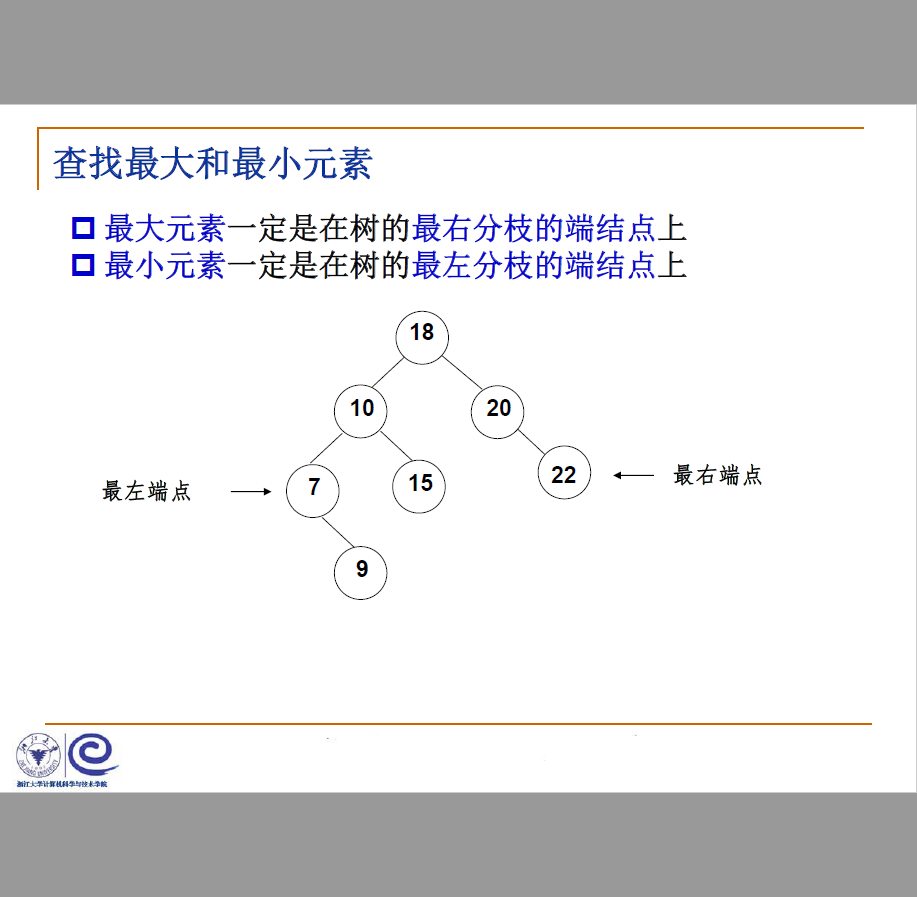 查找最大和最小元素
最大元素一定是在树的最右分枝的端结点上
最小元素一定是在树的最左分枝的端结点上
18
10
20
最左端点
7
15
22
最右端点
9
浙江大学计算机科学与技术学院